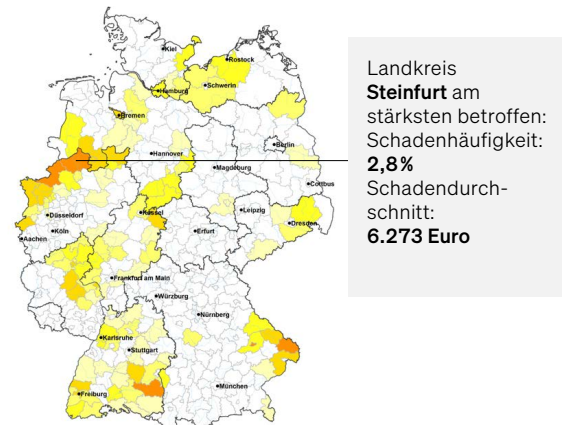 Kiel
Rostock
Hamburg
Schwerin
Bremen
Berlin
Hannover
Magdeburg
Cottbus
Düsseldorf
Kassel
Leipzig
Dresden
Köln
Aachen
Erfurt
Frankfurt am Main
Würzburg
Nürnberg
Karlsruhe
Stuttgart
München
Freiburg
Landkreis
Steinfurt am
stärksten betroffen:
Schadenhäufigkeit:
2,8%
Schadendurch-
schnitt:
6.273 Euro